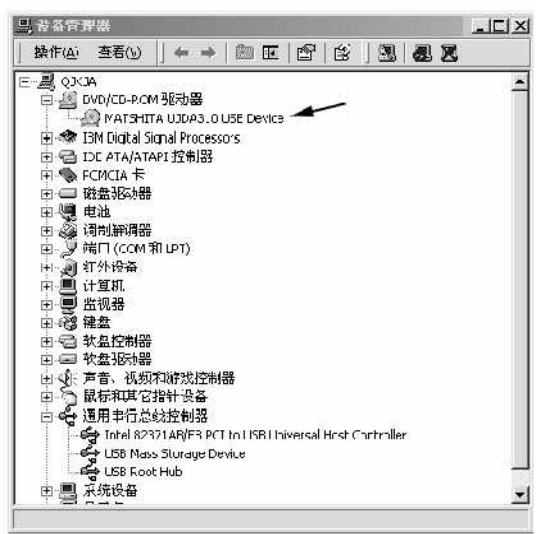 设备管理器
操作(A) 查看(V)
QJKJA
DVD/CD-ROM 驱动器
MATSHITA UJDA310 USB Device
IBM Digital Signal Processors
IDE ATA/ATAPI 控制器
PCMCIA 卡
磁盘驱动器
电池
调制解调器
端口 (COM 和 LPT)
红外设备
计算机
监视器
键盘
软盘控制器
软盘驱动器
声音、视频和游戏控制器
鼠标和其它指针设备
通用串行总线控制器
Intel 82371AB/EB PCI to USB Universal Host Controller
USB Mass Storage Device
USB Root Hub
系统设备